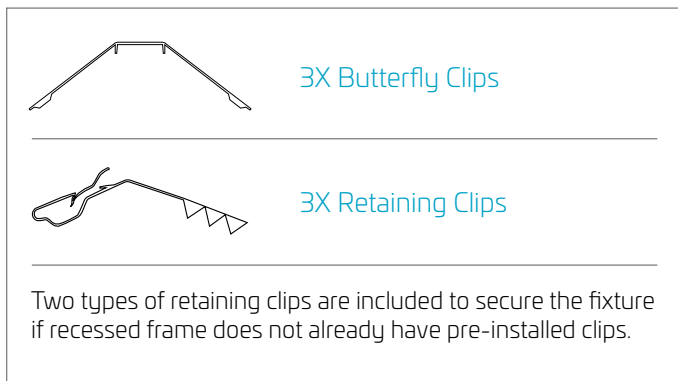 3X Butterfly Clips
3X Retaining Clips
Two types of retaining clips are included to secure the fixture
if recessed frame does not already have pre-installed clips.